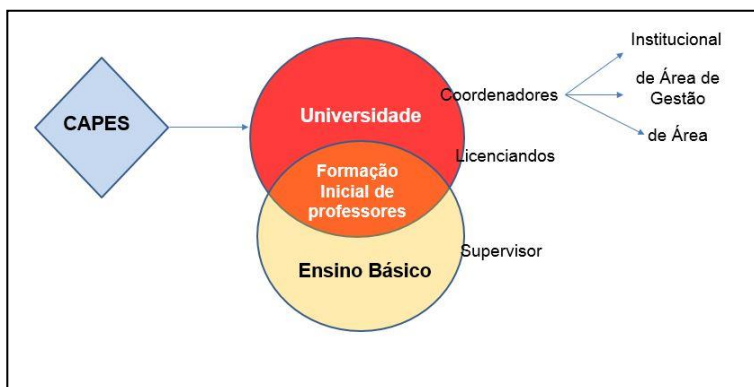 CAPES
Universidade
Formação
Inicial de
professores
Ensino Básico
Coordenadores
Licenciandos
Supervisor
Institucional
de Área de
Gestão
de Área